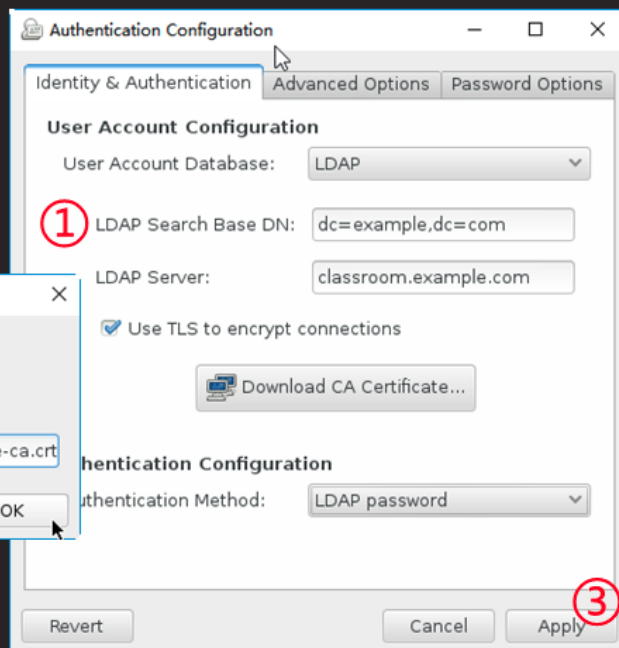 Authentication Configuration
Identity & Authentication Advanced Options Password Options
User Account Configuration
User Account Database: LDAP
① LDAP Search Base DN: dc=example,dc=com
LDAP Server: classroom.example.com
Use TLS to encrypt connections
Download CA Certificate...
-ca.crt
hentication Configuration
uthentication Method: LDAP password
OK
③
Revert Cancel Apply